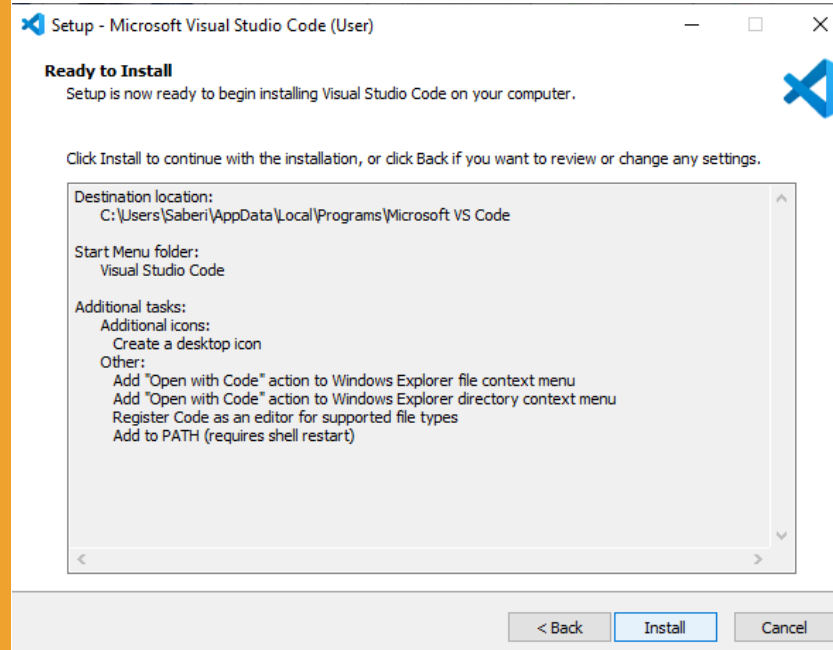 Setup - Microsoft Visual Studio Code (User)
Ready to Install
Setup is now ready to begin installing Visual Studio Code on your computer.
Click Install to continue with the installation, or click Back if you want to review or change any settings.
Destination location:
C:\Users\Saberi\AppData\Local\Programs\Microsoft VS Code
Start Menu folder:
Visual Studio Code
Additional tasks:
Additional icons:
Create a desktop icon
Other:
Add "Open with Code" action to Windows Explorer file context menu
Add "Open with Code" action to Windows Explorer directory context menu
Register Code as an editor for supported file types
Add to PATH (requires shell restart)
< Back
Install
Cancel